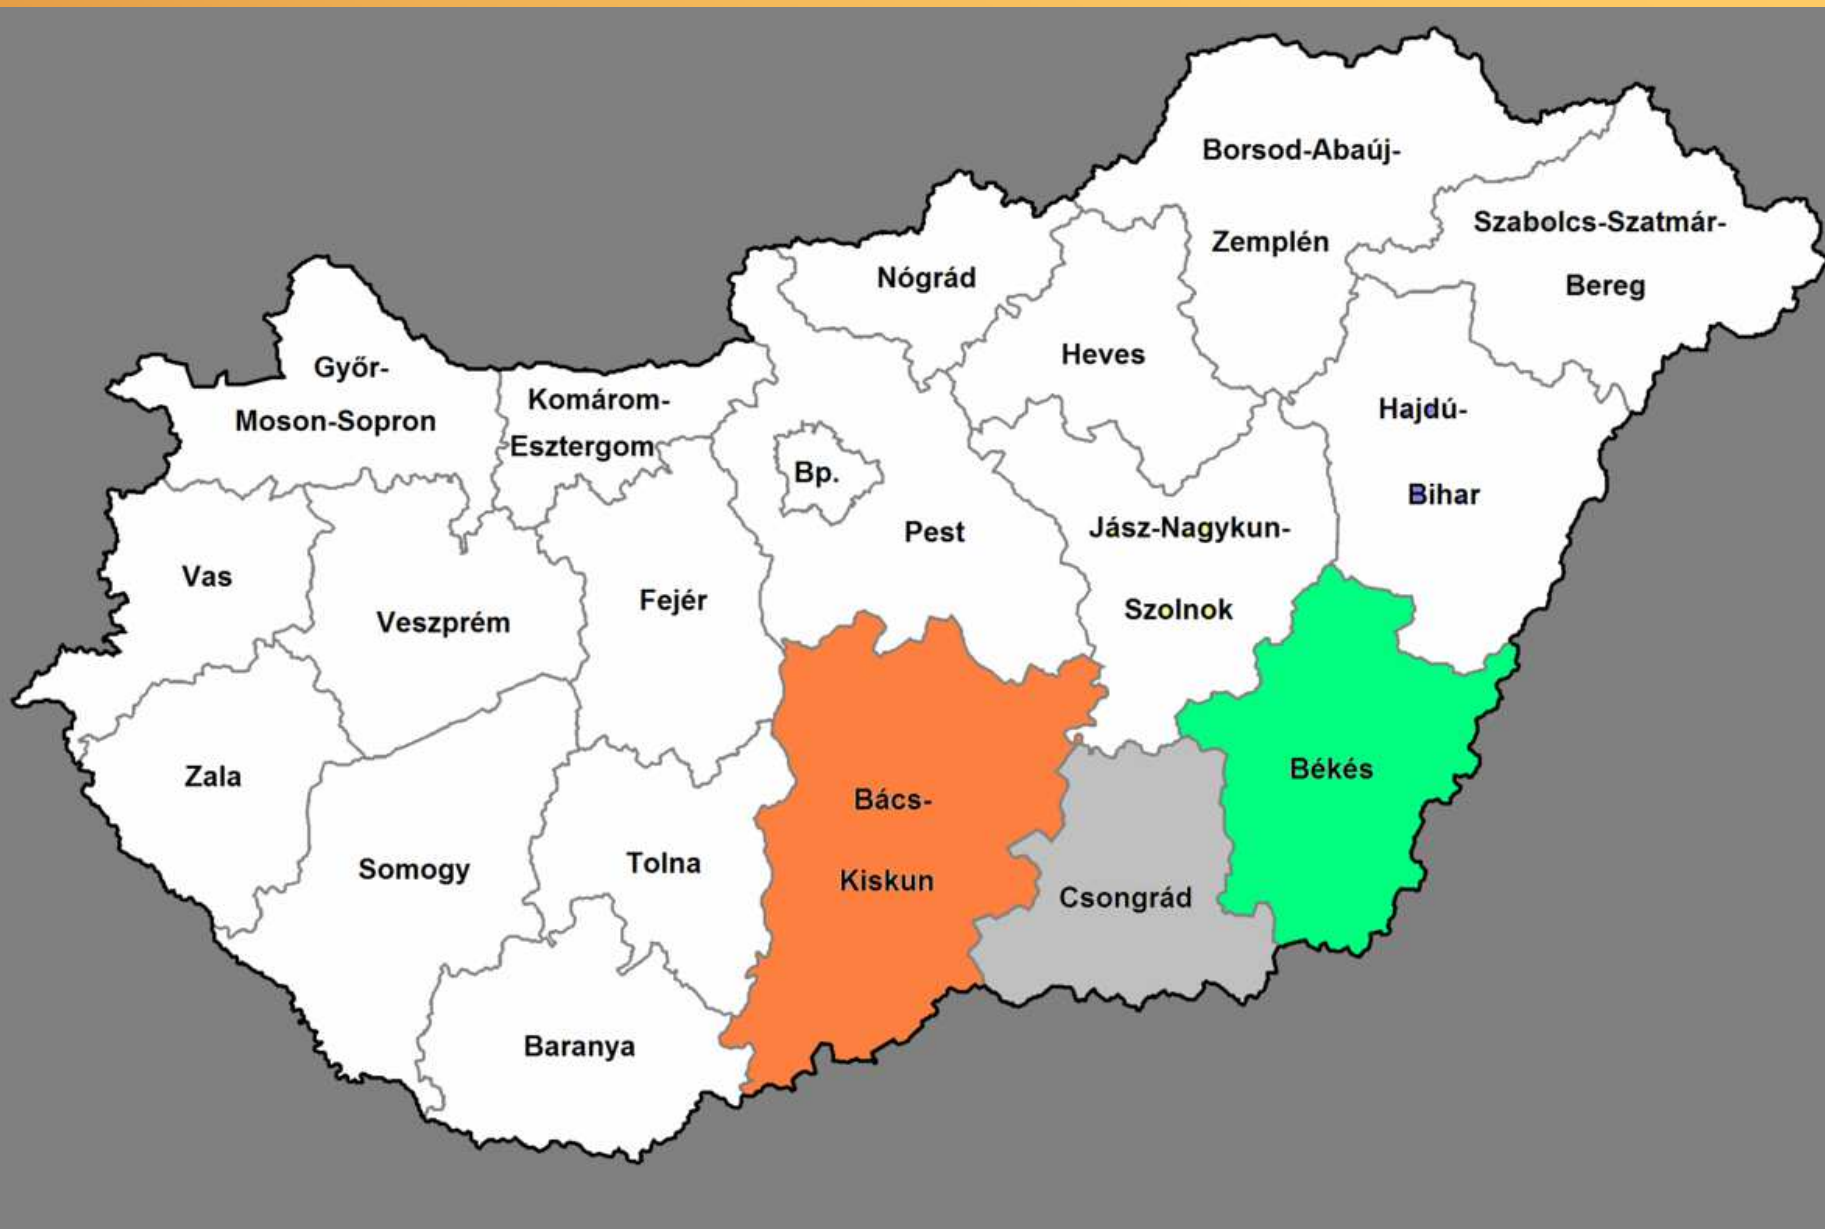 Borsod-Abaúj-
Zemplén
Szabolcs-Szatmár-
Bereg
Nógrád
Heves
Győr-
Moson-Sopron
Komárom-
Esztergom
Hajdú-
Bihar
Bp.
Pest
Jász-Nagykun-
Szolnok
Vas
Veszprém
Fejér
Zala
Somogy
Tolna
Bács-
Kiskun
Csongrád
Békés
Baranya